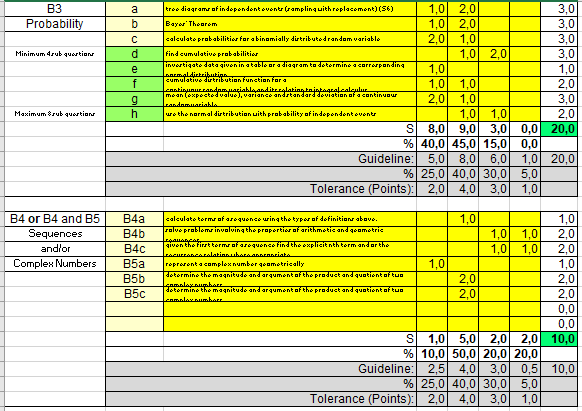 B3 a tree diagrams of independent events (sampling with replacement) (S6) 1,0 2,0 3,0
Probability b Bayes' Theorem 1,0 2,0 3,0
c calculate probabilities for a binomially distributed random variable 2,0 1,0 3,0
Minimum 4 sub questions d find cumulative probabilities 1,0 2,0 3,0
e investigate data given in a table or a diagram to determine a corresponding normal distribution 1,0 1,0
f cumulative distribution function for a continuous random variable and its relation to integral calculus 1,0 1,0 2,0
g mean (expected value), variance and standard deviation of a continuous random variable 2,0 1,0 3,0
Maximum 8 sub questions h use the normal distribution with probability of independent events 1,0 1,0 2,0
S 8,0 9,0 3,0 0,0 20,0
% 40,0 45,0 15,0 0,0
Guideline: 5,0 8,0 6,0 1,0 20,0
% 25,0 40,0 30,0 5,0
Tolerance (Points): 2,0 4,0 3,0 1,0
B4 or B4 and B5 B4a calculate terms of a sequence using the types of definitions above. 1,0 1,0
Sequences B4b solve problems involving the properties of arithmetic and geometric sequences 1,0 1,0 2,0
and/or B4c given the first terms of a sequence find the explicit nth term and or the recurrence relation where appropriate 1,0 1,0 2,0
Complex Numbers B5a represent a complex number geometrically 1,0 1,0
B5b determine the magnitude and argument of the product and quotient of two complex numbers 2,0 2,0
B5c determine the magnitude and argument of the product and quotient of two complex numbers 2,0 2,0
0,0
0,0
S 1,0 5,0 2,0 2,0 10,0
% 10,0 50,0 20,0 20,0
Guideline: 2,5 4,0 3,0 0,5 10,0
% 25,0 40,0 30,0 5,0
Tolerance (Points): 2,0 4,0 3,0 1,0